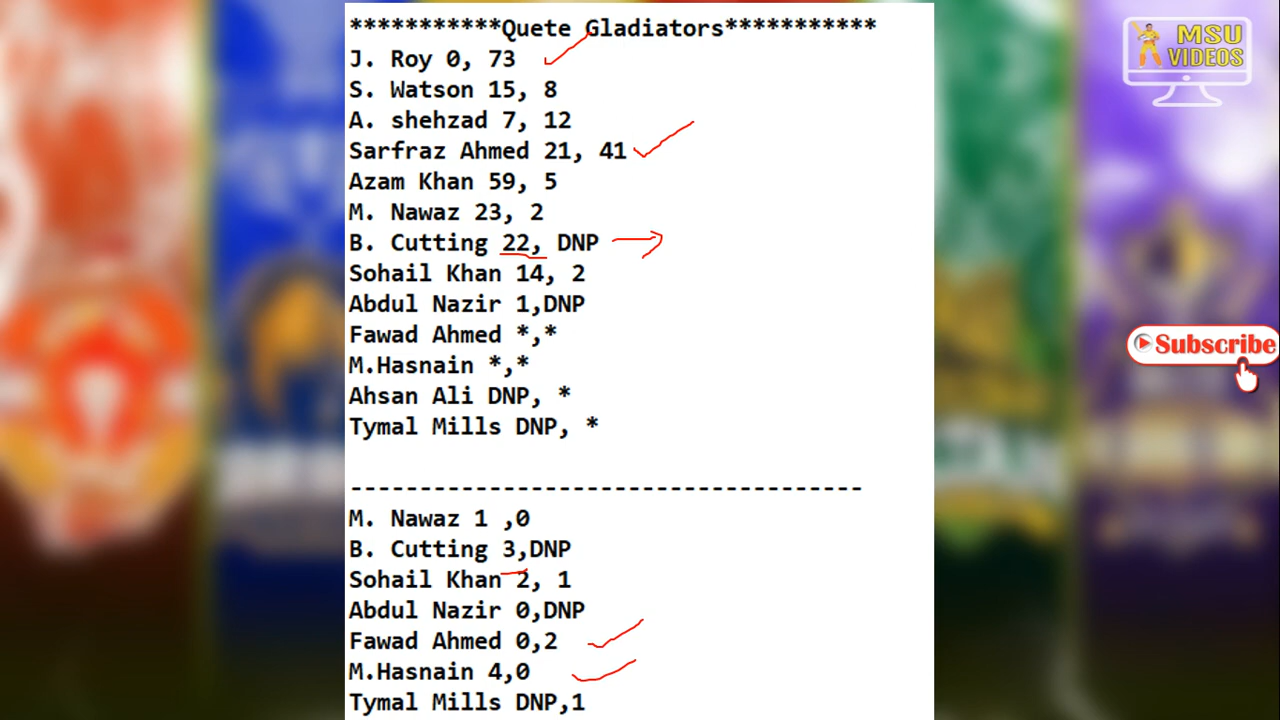 ***********Quete Gladiators***********
J. Roy 0, 73
S. Watson 15, 8
A. shehzad 7, 12
Sarfraz Ahmed 21, 41
Azam Khan 59, 5
M. Nawaz 23, 2
B. Cutting 22, DNP
Sohail Khan 14, 2
Abdul Nazir 1,DNP
Fawad Ahmed *,*
M.Hasnain *,*
Ahsan Ali DNP, *
Tymal Mills DNP, *
-------------------------------------
M. Nawaz 1 ,0
B. Cutting 3,DNP
Sohail Khan 2, 1
Abdul Nazir 0,DNP
Fawad Ahmed 0,2
M.Hasnain 4,0
Tymal Mills DNP,1
MSU
VIDEOS
Subscribe